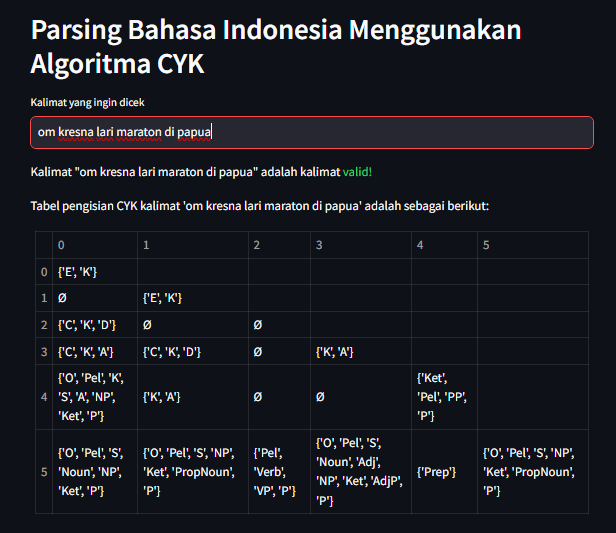 Parsing Bahasa Indonesia Menggunakan
Algoritma CYK
Kalimat yang ingin dicek
om kresna lari maraton di papua
Kalimat "om kresna lari maraton di papua" adalah kalimat valid!
Tabel pengisian CYK kalimat 'om kresna lari maraton di papua' adalah sebagai berikut:
0 1 2 3 4 5
0 {'E', 'K'}
1 Ø {'E', 'K'}
2 {'C', 'K', 'D'} Ø Ø
3 {'C', 'K', 'A'} {'C', 'K', 'D'} Ø {'K', 'A'}
4 {'O', 'Pel', 'K', 'S', 'A', 'NP', 'Ket', 'P'} {'K', 'A'} Ø Ø {'Ket', 'Pel', 'PP', 'P'}
5 {'O', 'Pel', 'S', 'Noun', 'NP', 'Ket', 'P'} {'O', 'Pel', 'S', 'NP', 'Ket', 'PropNoun', 'P'} {'Pel', 'Verb', 'VP', 'P'} {'O', 'Pel', 'S', 'Noun', 'Adj', 'NP', 'Ket', 'AdjP', 'P'} {'Prep'} {'O', 'Pel', 'S', 'NP', 'Ket', 'PropNoun', 'P'}